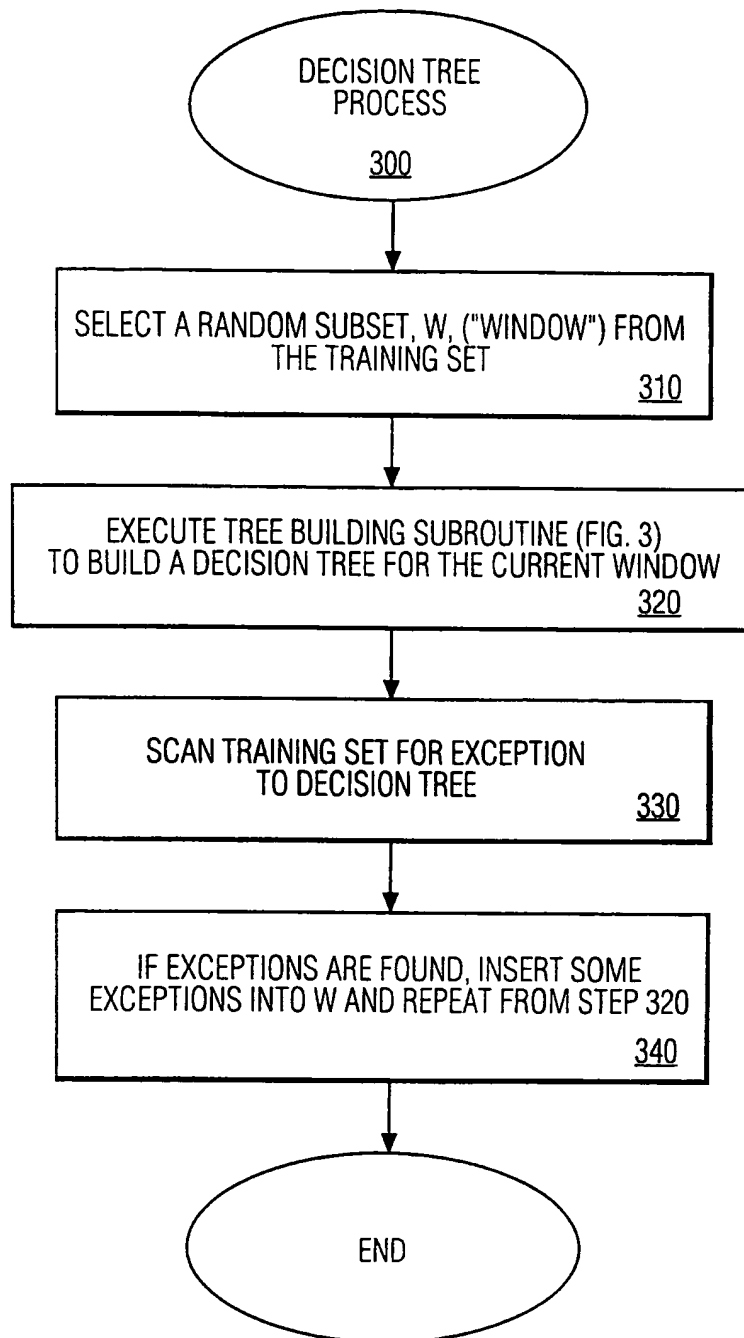 DECISION TREE
PROCESS
300
SELECT A RANDOM SUBSET, W, ("WINDOW") FROM
THE TRAINING SET
310
EXECUTE TREE BUILDING SUBROUTINE (FIG. 3)
TO BUILD A DECISION TREE FOR THE CURRENT WINDOW
320
SCAN TRAINING SET FOR EXCEPTION
TO DECISION TREE
330
IF EXCEPTIONS ARE FOUND, INSERT SOME
EXCEPTIONS INTO W AND REPEAT FROM STEP 320
340
END